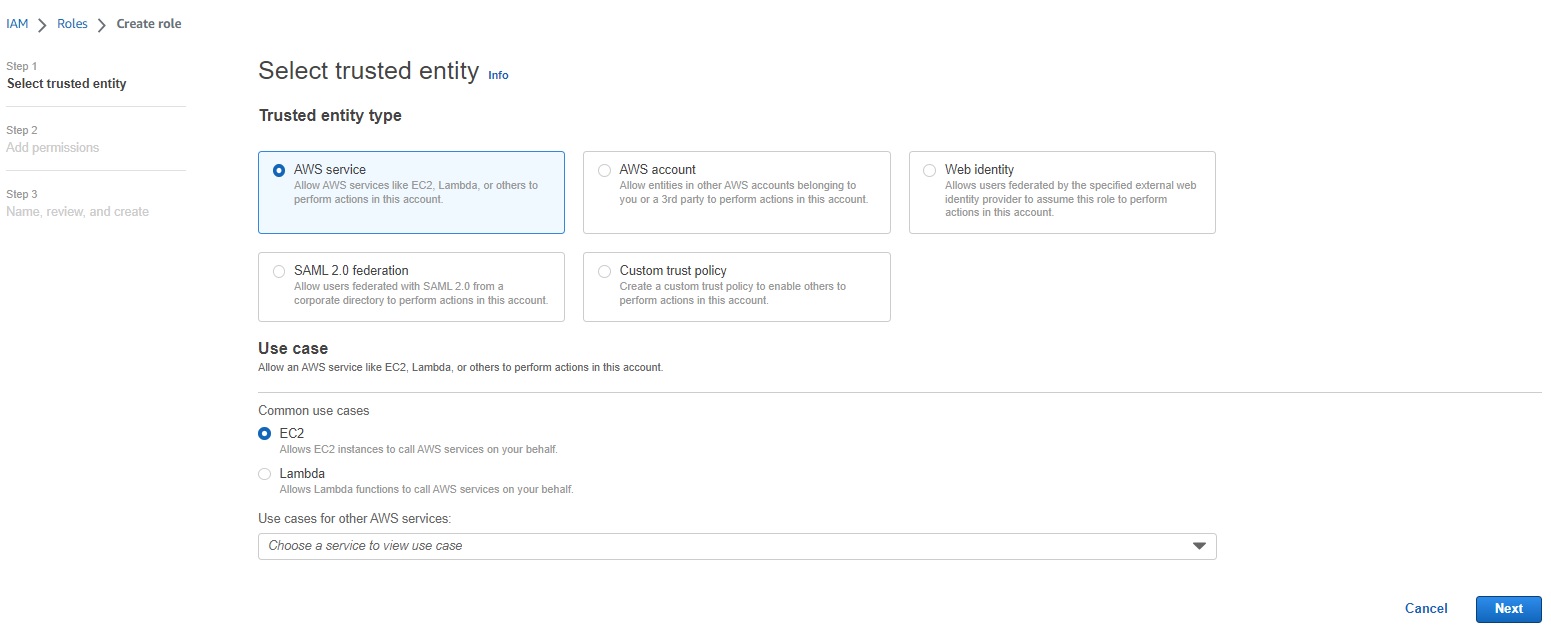 IAM > Roles > Create role
Step 1
Select trusted entity
Step 2
Add permissions
Step 3
Name, review, and create
Select trusted entity Info
Trusted entity type
AWS service
Allow AWS services like EC2, Lambda, or others to
perform actions in this account.
AWS account
Allow entities in other AWS accounts belonging to
you or a 3rd party to perform actions in this account.
Web identity
Allows users federated by the specified external web
identity provider to assume this role to perform
actions in this account.
SAML 2.0 federation
Allow users federated with SAML 2.0 from a
corporate directory to perform actions in this account.
Custom trust policy
Create a custom trust policy to enable others to
perform actions in this account.
Use case
Allow an AWS service like EC2, Lambda, or others to perform actions in this account.
Common use cases
EC2
Allows EC2 instances to call AWS services on your behalf.
Lambda
Allows Lambda functions to call AWS services on your behalf.
Use cases for other AWS services:
Choose a service to view use case
Cancel
Next